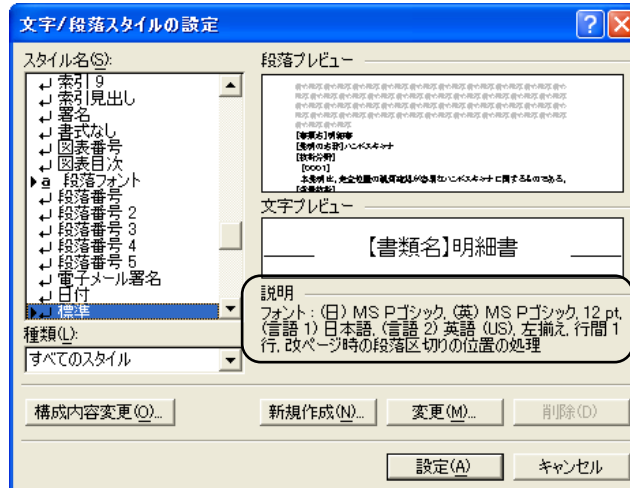 文字/段落スタイルの設定
スタイル名(S):
索引 9
索引見出し
署名
書式なし
図表番号
図表目次
a 段落フォント
段落番号
段落番号 2
段落番号 3
段落番号 4
段落番号 5
電子メール署名
日付
標準
種類(L):
すべてのスタイル
段落プレビュー
【書類名】明細書
【発明の名称】ハンドスキャナ
【技術分野】
【0001】
文字プレビュー
【書類名】明細書
説明
フォント : (日) MS Pゴシック, (英) MS Pゴシック, 12 pt,
(言語 1) 日本語, (言語 2) 英語 (US), 左揃え, 行間 1
行, 改ページ時の段落区切りの位置の処理
構成内容変更(O)...
新規作成(N)...
変更(M)...
削除(D)
設定(A)
キャンセル